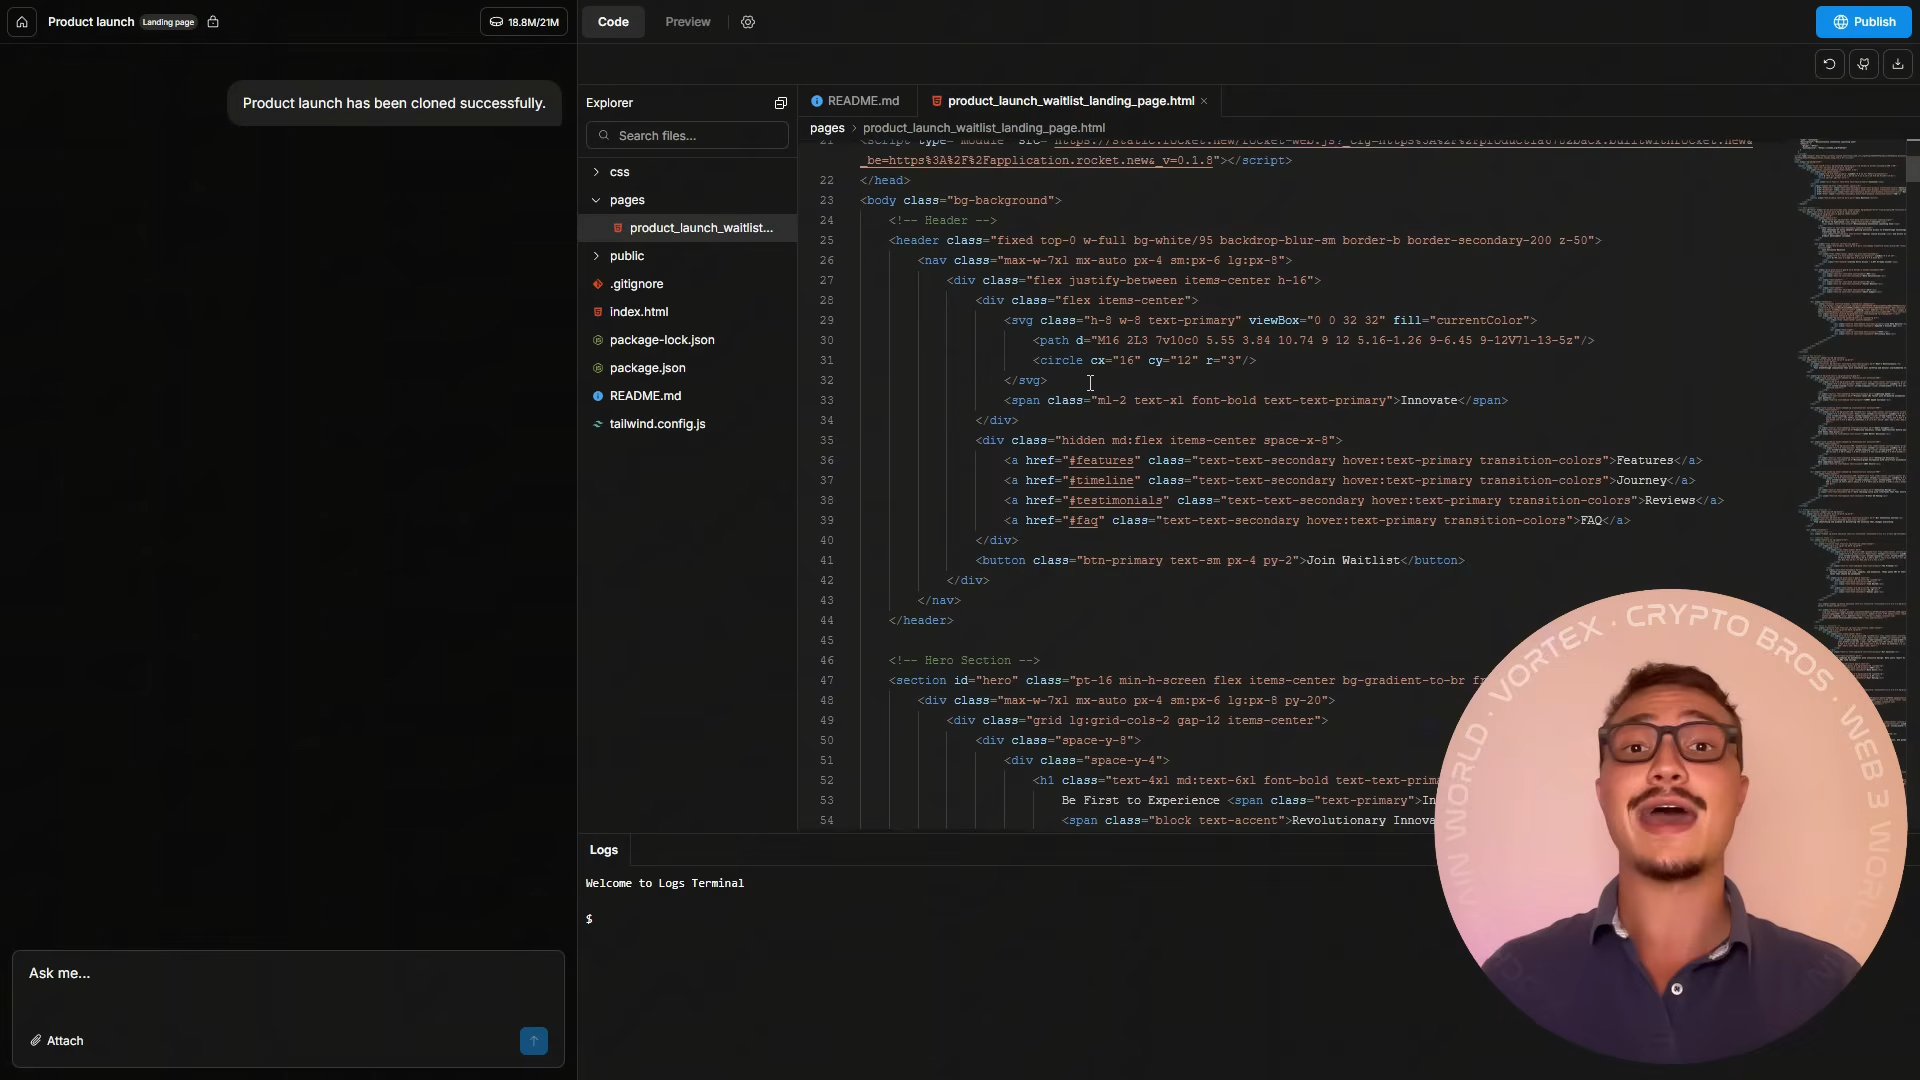 Product launch Landing page
18.8M/21M
Code
Preview
Publish
Product launch has been cloned successfully.
Explorer
Search files...
css
pages
product_launch_waitlist...
public
.gitignore
index.html
package-lock.json
package.json
README.md
tailwind.config.js
README.md
product_launch_waitlist_landing_page.html
pages > product_launch_waitlist_landing_page.html
_be=https%3A%2F%2Fapplication.rocket.new&_v=0.1.8"></script>
22 </head>
23 <body class="bg-background">
24 <!-- Header -->
25 <header class="fixed top-0 w-full bg-white/95 backdrop-blur-sm border-b border-secondary-200 z-50">
26 <nav class="max-w-7xl mx-auto px-4 sm:px-6 lg:px-8">
27 <div class="flex justify-between items-center h-16">
28 <div class="flex items-center">
29 <svg class="h-8 w-8 text-primary" viewBox="0 0 32 32" fill="currentColor">
30 <path d="M16 2L3 7v10c0 5.55 3.84 10.74 9 12 5.16-1.26 9-6.45 9-12V7l-13-5z"/>
31 <circle cx="16" cy="12" r="3"/>
32 </svg>
33 <span class="ml-2 text-xl font-bold text-text-primary">Innovate</span>
34 </div>
35 <div class="hidden md:flex items-center space-x-8">
36 <a href="#features" class="text-text-secondary hover:text-primary transition-colors">Features</a>
37 <a href="#timeline" class="text-text-secondary hover:text-primary transition-colors">Journey</a>
38 <a href="#testimonials" class="text-text-secondary hover:text-primary transition-colors">Reviews</a>
39 <a href="#faq" class="text-text-secondary hover:text-primary transition-colors">FAQ</a>
40 </div>
41 <button class="btn-primary text-sm px-4 py-2">Join Waitlist</button>
42 </div>
43 </nav>
44 </header>
45
46 <!-- Hero Section -->
47 <section id="hero" class="pt-16 min-h-screen flex items-center bg-gradient-to-br
48 <div class="max-w-7xl mx-auto px-4 sm:px-6 lg:px-8 py-20">
49 <div class="grid lg:grid-cols-2 gap-12 items-center">
50 <div class="space-y-8">
51 <div class="space-y-4">
52 <h1 class="text-4xl md:text-6xl font-bold text-text-prima
53 Be First to Experience <span class="text-primary">In
54 <span class="block text-accent">Revolutionary Innova
Logs
Welcome to Logs Terminal
$
Ask me...
Attach
WORLD · VORTEX · CRYPTO BROS · WEB 3 WORLD